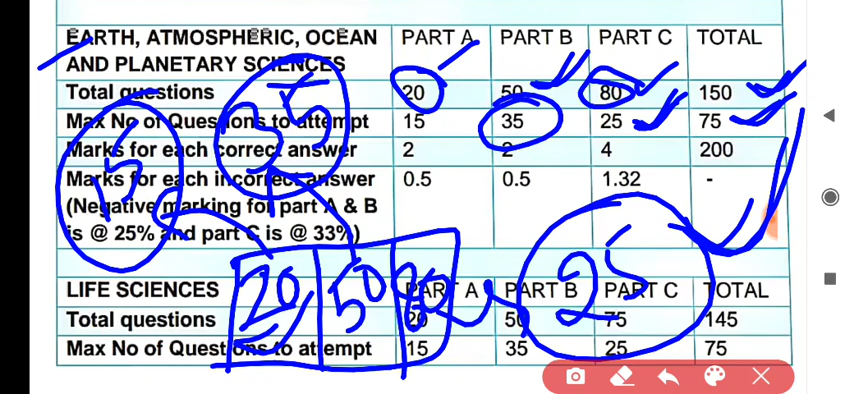 EARTH, ATMOSPHERIC, OCEAN AND PLANETARY SCIENCES PART A PART B PART C TOTAL
Total questions 20 50 80 150
Max No of Questions to attempt 15 35 25 75
Marks for each correct answer 2 2 4 200
Marks for each incorrect answer 0.5 0.5 1.32 -
(Negative marking for part A & B
is @ 25% and part C is @ 33%)
15 35
20 50 25
LIFE SCIENCES PART A PART B PART C TOTAL
Total questions 20 50 75 145
Max No of Questions to attempt 15 35 25 75